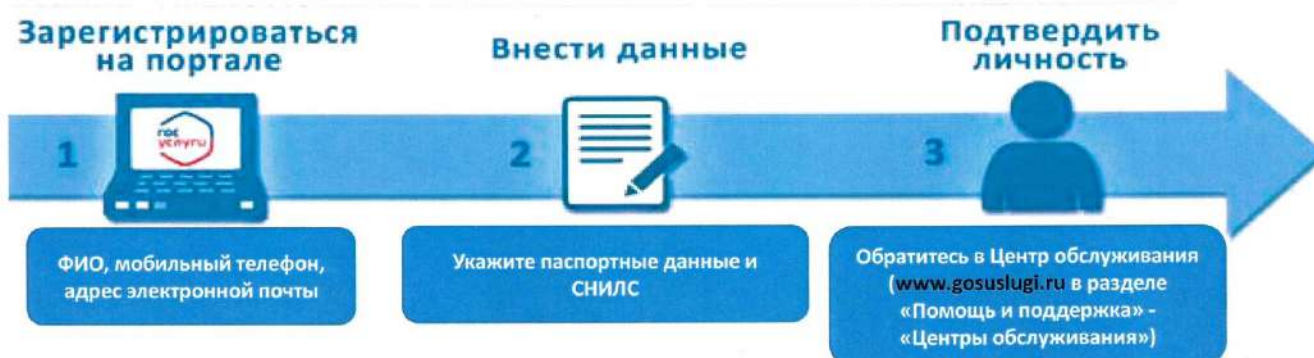 Зарегистрироваться
на портале
Внести данные
Подтвердить
личность
1
гос
услуги
2
3
ФИО, мобильный телефон,
адрес электронной почты
Укажите паспортные данные и
СНИЛС
Обратитесь в Центр обслуживания
(www.gosuslugi.ru в разделе
«Помощь и поддержка» -
«Центры обслуживания»)